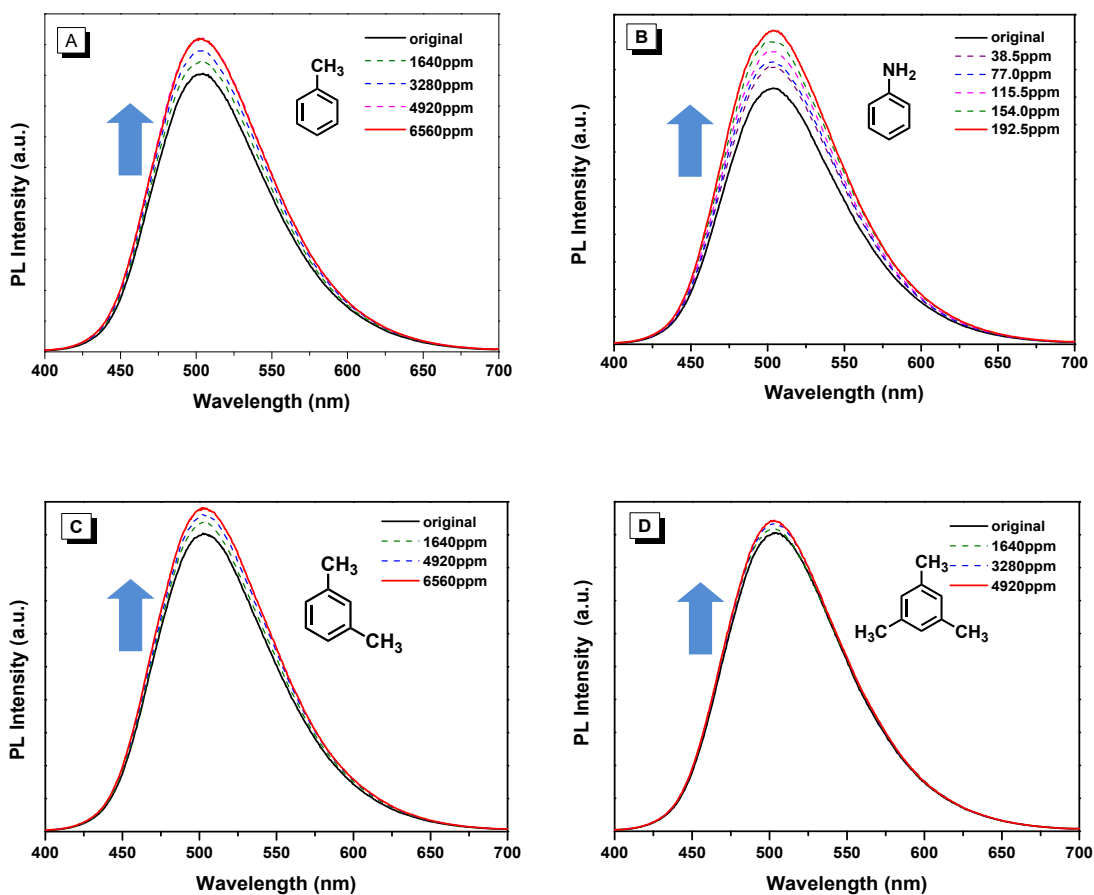 A
CH₃
original
1640ppm
3280ppm
4920ppm
6560ppm
PL Intensity (a.u.)
400 450 500 550 600 650 700
Wavelength (nm)
B
NH₂
original
38.5ppm
77.0ppm
115.5ppm
154.0ppm
192.5ppm
PL Intensity (a.u.)
400 450 500 550 600 650 700
Wavelength (nm)
C
CH₃
CH₃
original
1640ppm
4920ppm
6560ppm
PL Intensity (a.u.)
400 450 500 550 600 650 700
Wavelength (nm)
D
CH₃
H₃C
CH₃
original
1640ppm
3280ppm
4920ppm
PL Intensity (a.u.)
400 450 500 550 600 650 700
Wavelength (nm)